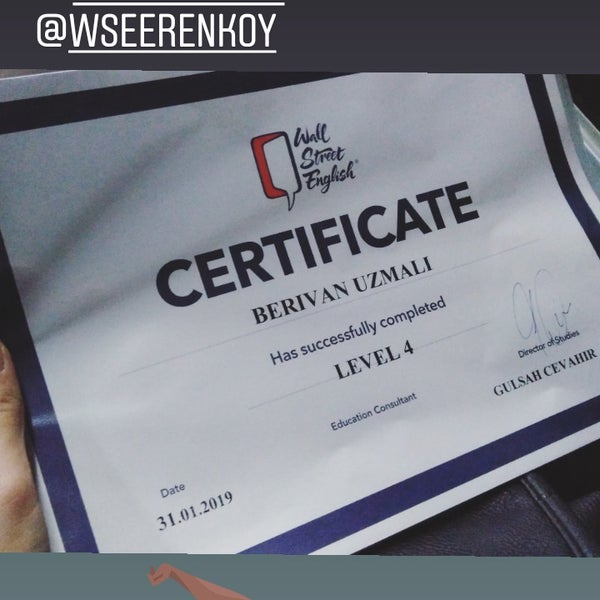 @WSEERENKOY
Wall
Street
English®
CERTIFICATE
BERIVAN UZMALI
Has successfully completed
LEVEL 4
Director of Studies
GULSAH CEVAHIR
Education Consultant
Date
31.01.2019